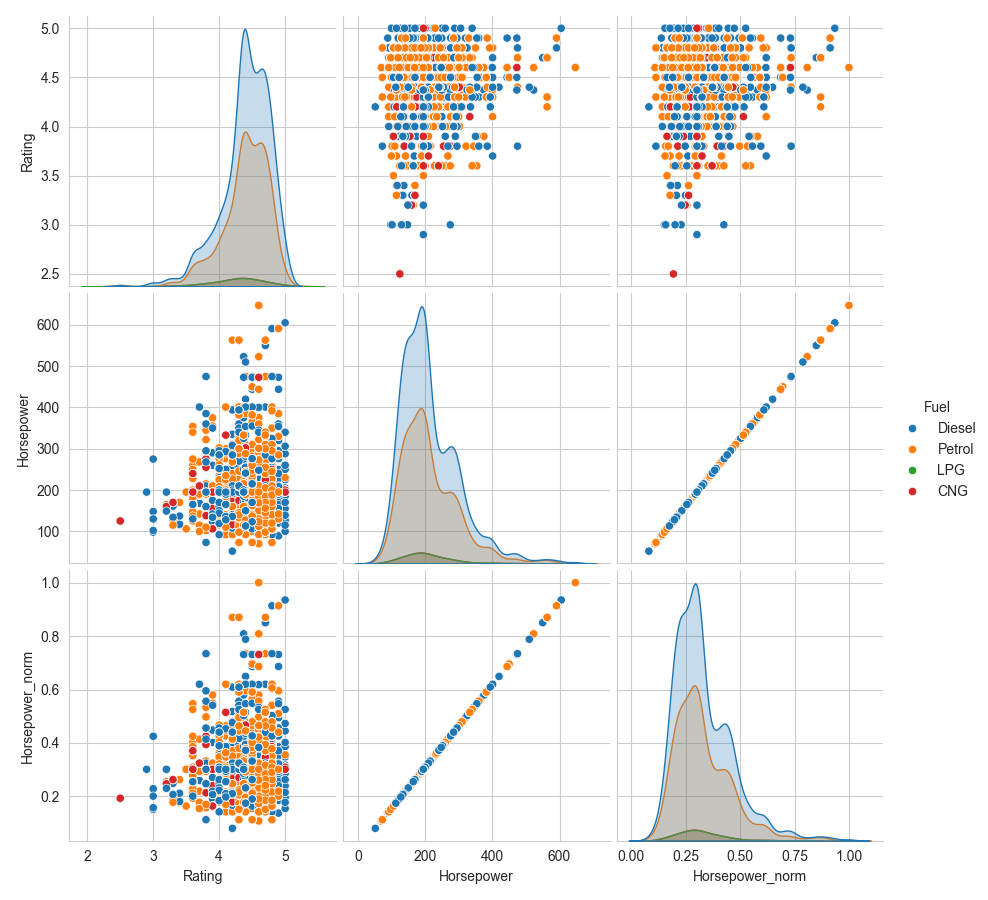 5.0
4.5
4.0
3.5
3.0
2.5
Rating
600
500
400
300
200
100
Horsepower
Fuel
Diesel
Petrol
LPG
CNG
1.0
0.8
0.6
0.4
0.2
Horsepower_norm
2 3 4 5
0 200 400 600
0.00 0.25 0.50 0.75 1.00
Rating
Horsepower
Horsepower_norm